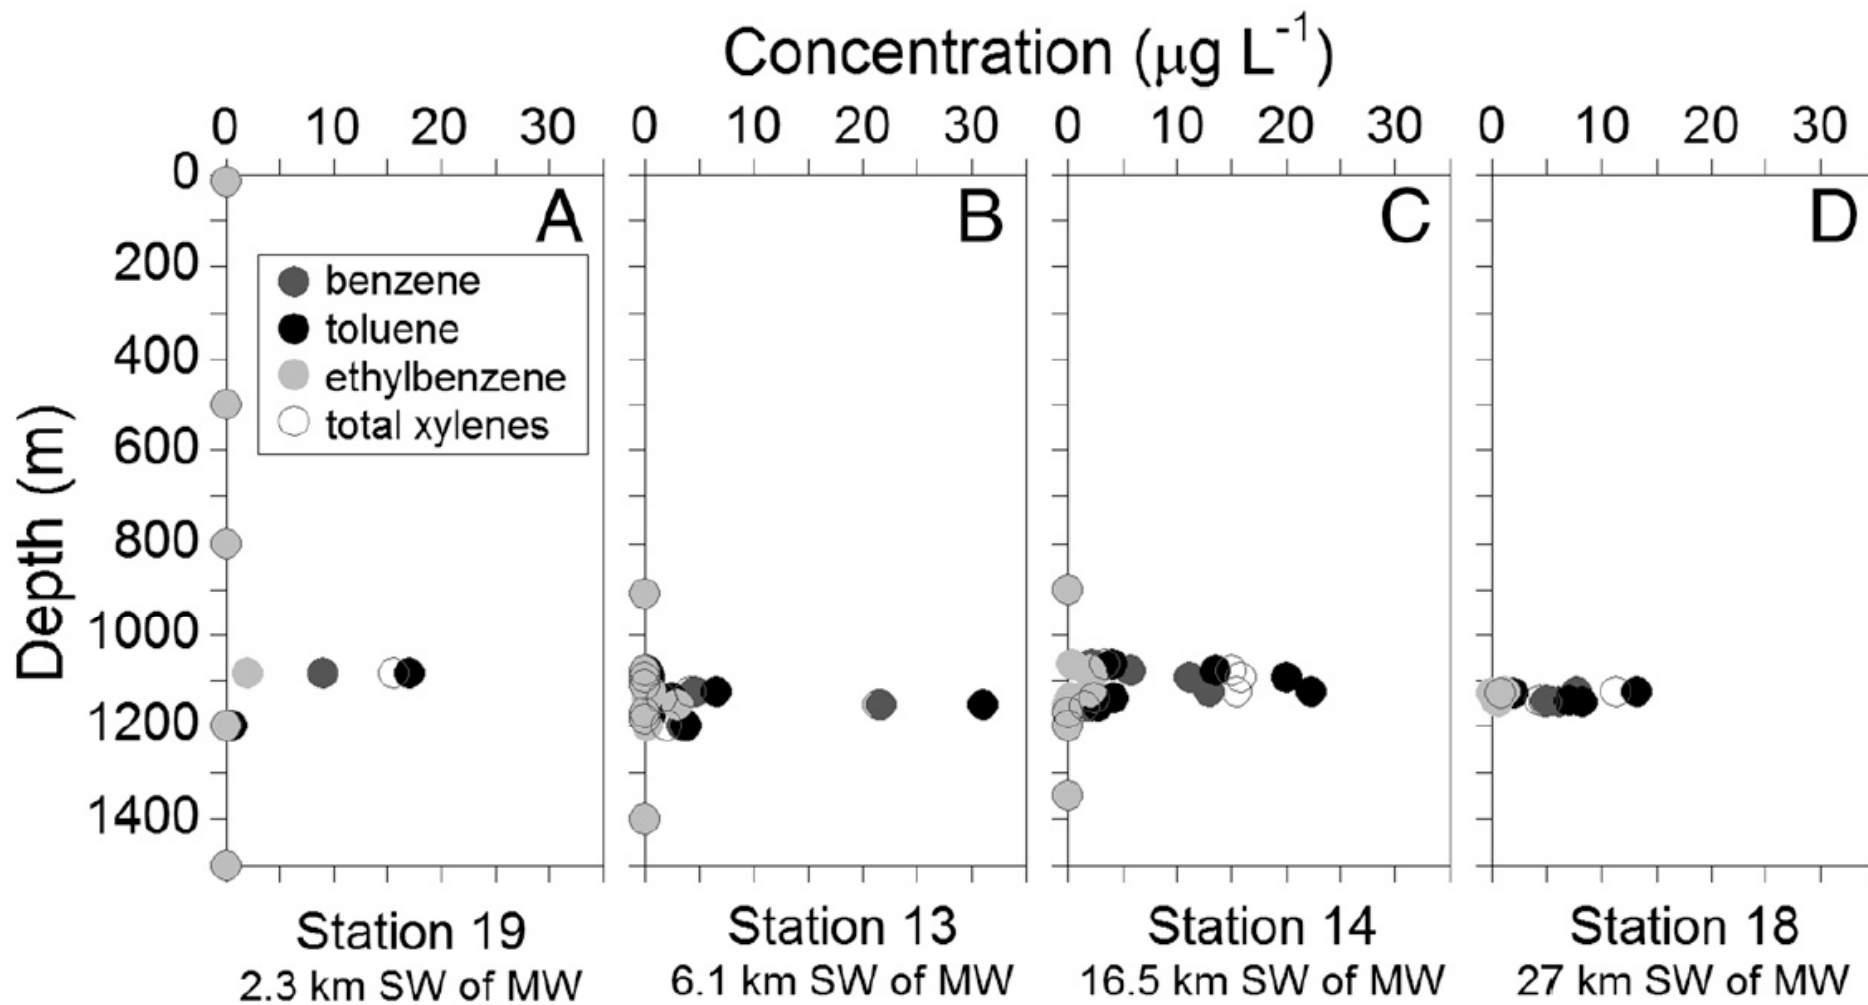 Concentration (µg L⁻¹)
0 10 20 30 0 10 20 30 0 10 20 30 0 10 20 30
0
200
400
600
800
1000
1200
1400
Depth (m)
A B C D
benzene
toluene
ethylbenzene
total xylenes
Station 19 Station 13 Station 14 Station 18
2.3 km SW of MW 6.1 km SW of MW 16.5 km SW of MW 27 km SW of MW